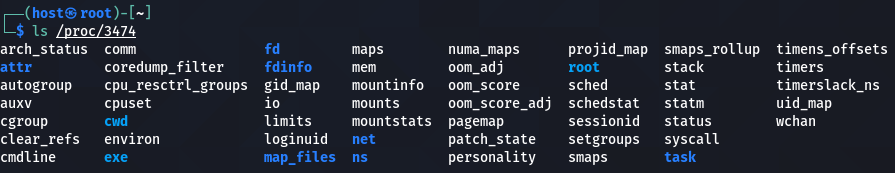 ┌──(host㉿root)-[~]
└─$ ls /proc/3474
arch_status comm fd maps numa_maps projid_map smaps_rollup timens_offsets
attr coredump_filter fdinfo mem oom_adj root stack timers
autogroup cpu_resctrl_groups gid_map mountinfo oom_score sched stat timerslack_ns
auxv cpuset io mounts oom_score_adj schedstat statm uid_map
cgroup cwd limits mountstats pagemap sessionid status wchan
clear_refs environ loginuid net patch_state setgroups syscall
cmdline exe map_files ns personality smaps task